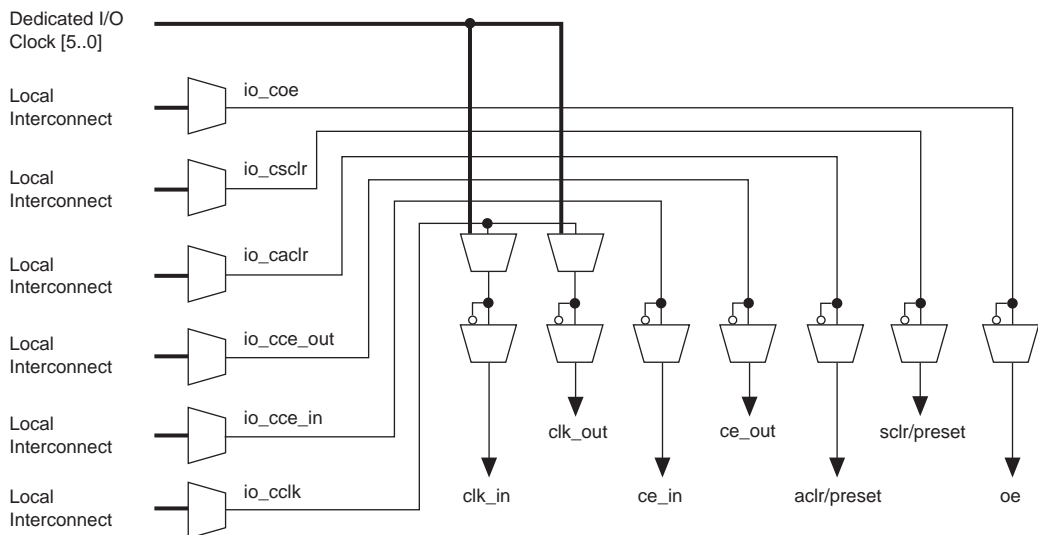 Dedicated I/O
Clock [5..0]
Local
Interconnect
io_coe
Local
Interconnect
io_csclr
Local
Interconnect
io_caclr
Local
Interconnect
io_cce_out
Local
Interconnect
io_cce_in
Local
Interconnect
io_cclk
clk_out
ce_out
sclr/preset
clk_in
ce_in
aclr/preset
oe